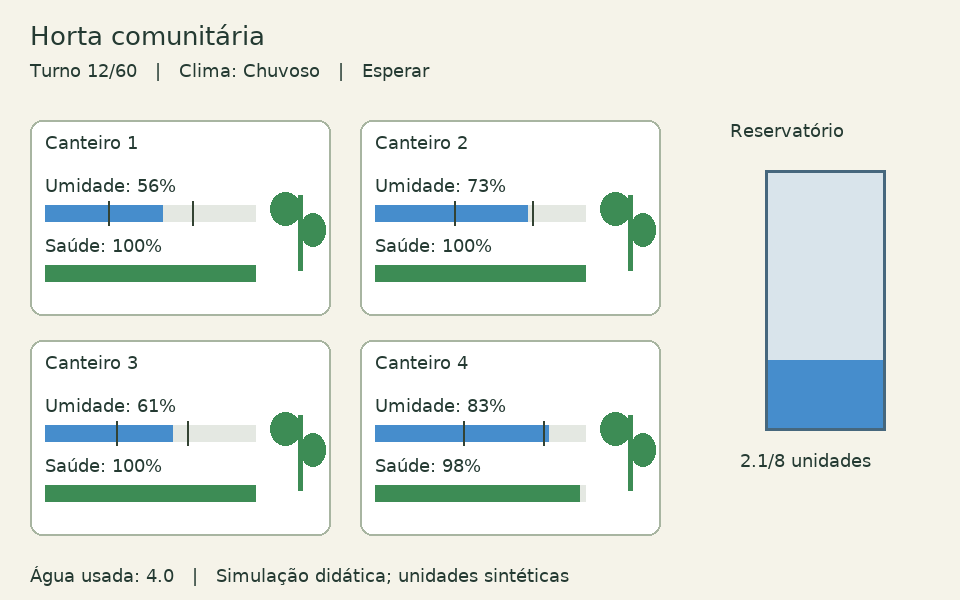 Horta comunitária
Turno 12/60 | Clima: Chuvoso | Esperar
Canteiro 1
Umidade: 56%
Saúde: 100%
Canteiro 2
Umidade: 73%
Saúde: 100%
Canteiro 3
Umidade: 61%
Saúde: 100%
Canteiro 4
Umidade: 83%
Saúde: 98%
Reservatório
2.1/8 unidades
Água usada: 4.0 | Simulação didática; unidades sintéticas